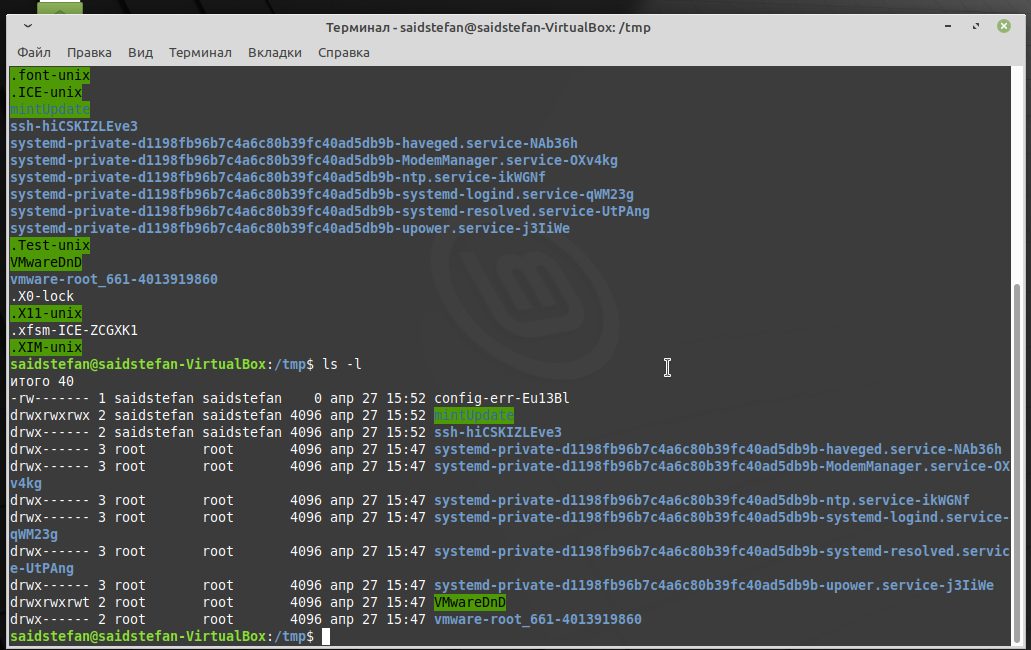 Терминал - saidstefan@saidstefan-VirtualBox: /tmp
Файл Правка Вид Терминал Вкладки Справка
.font-unix
.ICE-unix
mintUpdate
ssh-hiCSKIZLEve3
systemd-private-d1198fb96b7c4a6c80b39fc40ad5db9b-haveged.service-NAb36h
systemd-private-d1198fb96b7c4a6c80b39fc40ad5db9b-ModemManager.service-OXv4kg
systemd-private-d1198fb96b7c4a6c80b39fc40ad5db9b-ntp.service-ikWGNf
systemd-private-d1198fb96b7c4a6c80b39fc40ad5db9b-systemd-logind.service-qWM23g
systemd-private-d1198fb96b7c4a6c80b39fc40ad5db9b-systemd-resolved.service-UtPAng
systemd-private-d1198fb96b7c4a6c80b39fc40ad5db9b-upower.service-j3IiWe
.Test-unix
VMwareDnD
vmware-root_661-4013919860
.X0-lock
.X11-unix
.xfsm-ICE-ZCGXK1
.XIM-unix
saidstefan@saidstefan-VirtualBox:/tmp$ ls -l
итого 40
-rw------- 1 saidstefan saidstefan    0 апр 27 15:52 config-err-Eu13Bl
drwxrwxrwx 2 saidstefan saidstefan 4096 апр 27 15:52 mintUpdate
drwx------ 2 saidstefan saidstefan 4096 апр 27 15:52 ssh-hiCSKIZLEve3
drwx------ 3 root       root       4096 апр 27 15:47 systemd-private-d1198fb96b7c4a6c80b39fc40ad5db9b-haveged.service-NAb36h
drwx------ 3 root       root       4096 апр 27 15:47 systemd-private-d1198fb96b7c4a6c80b39fc40ad5db9b-ModemManager.service-OX
v4kg
drwx------ 3 root       root       4096 апр 27 15:47 systemd-private-d1198fb96b7c4a6c80b39fc40ad5db9b-ntp.service-ikWGNf
drwx------ 3 root       root       4096 апр 27 15:47 systemd-private-d1198fb96b7c4a6c80b39fc40ad5db9b-systemd-logind.service-
qWM23g
drwx------ 3 root       root       4096 апр 27 15:47 systemd-private-d1198fb96b7c4a6c80b39fc40ad5db9b-systemd-resolved.servic
e-UtPAng
drwx------ 3 root       root       4096 апр 27 15:47 systemd-private-d1198fb96b7c4a6c80b39fc40ad5db9b-upower.service-j3IiWe
drwxrwxrwt 2 root       root       4096 апр 27 15:47 VMwareDnD
drwx------ 2 root       root       4096 апр 27 15:47 vmware-root_661-4013919860
saidstefan@saidstefan-VirtualBox:/tmp$